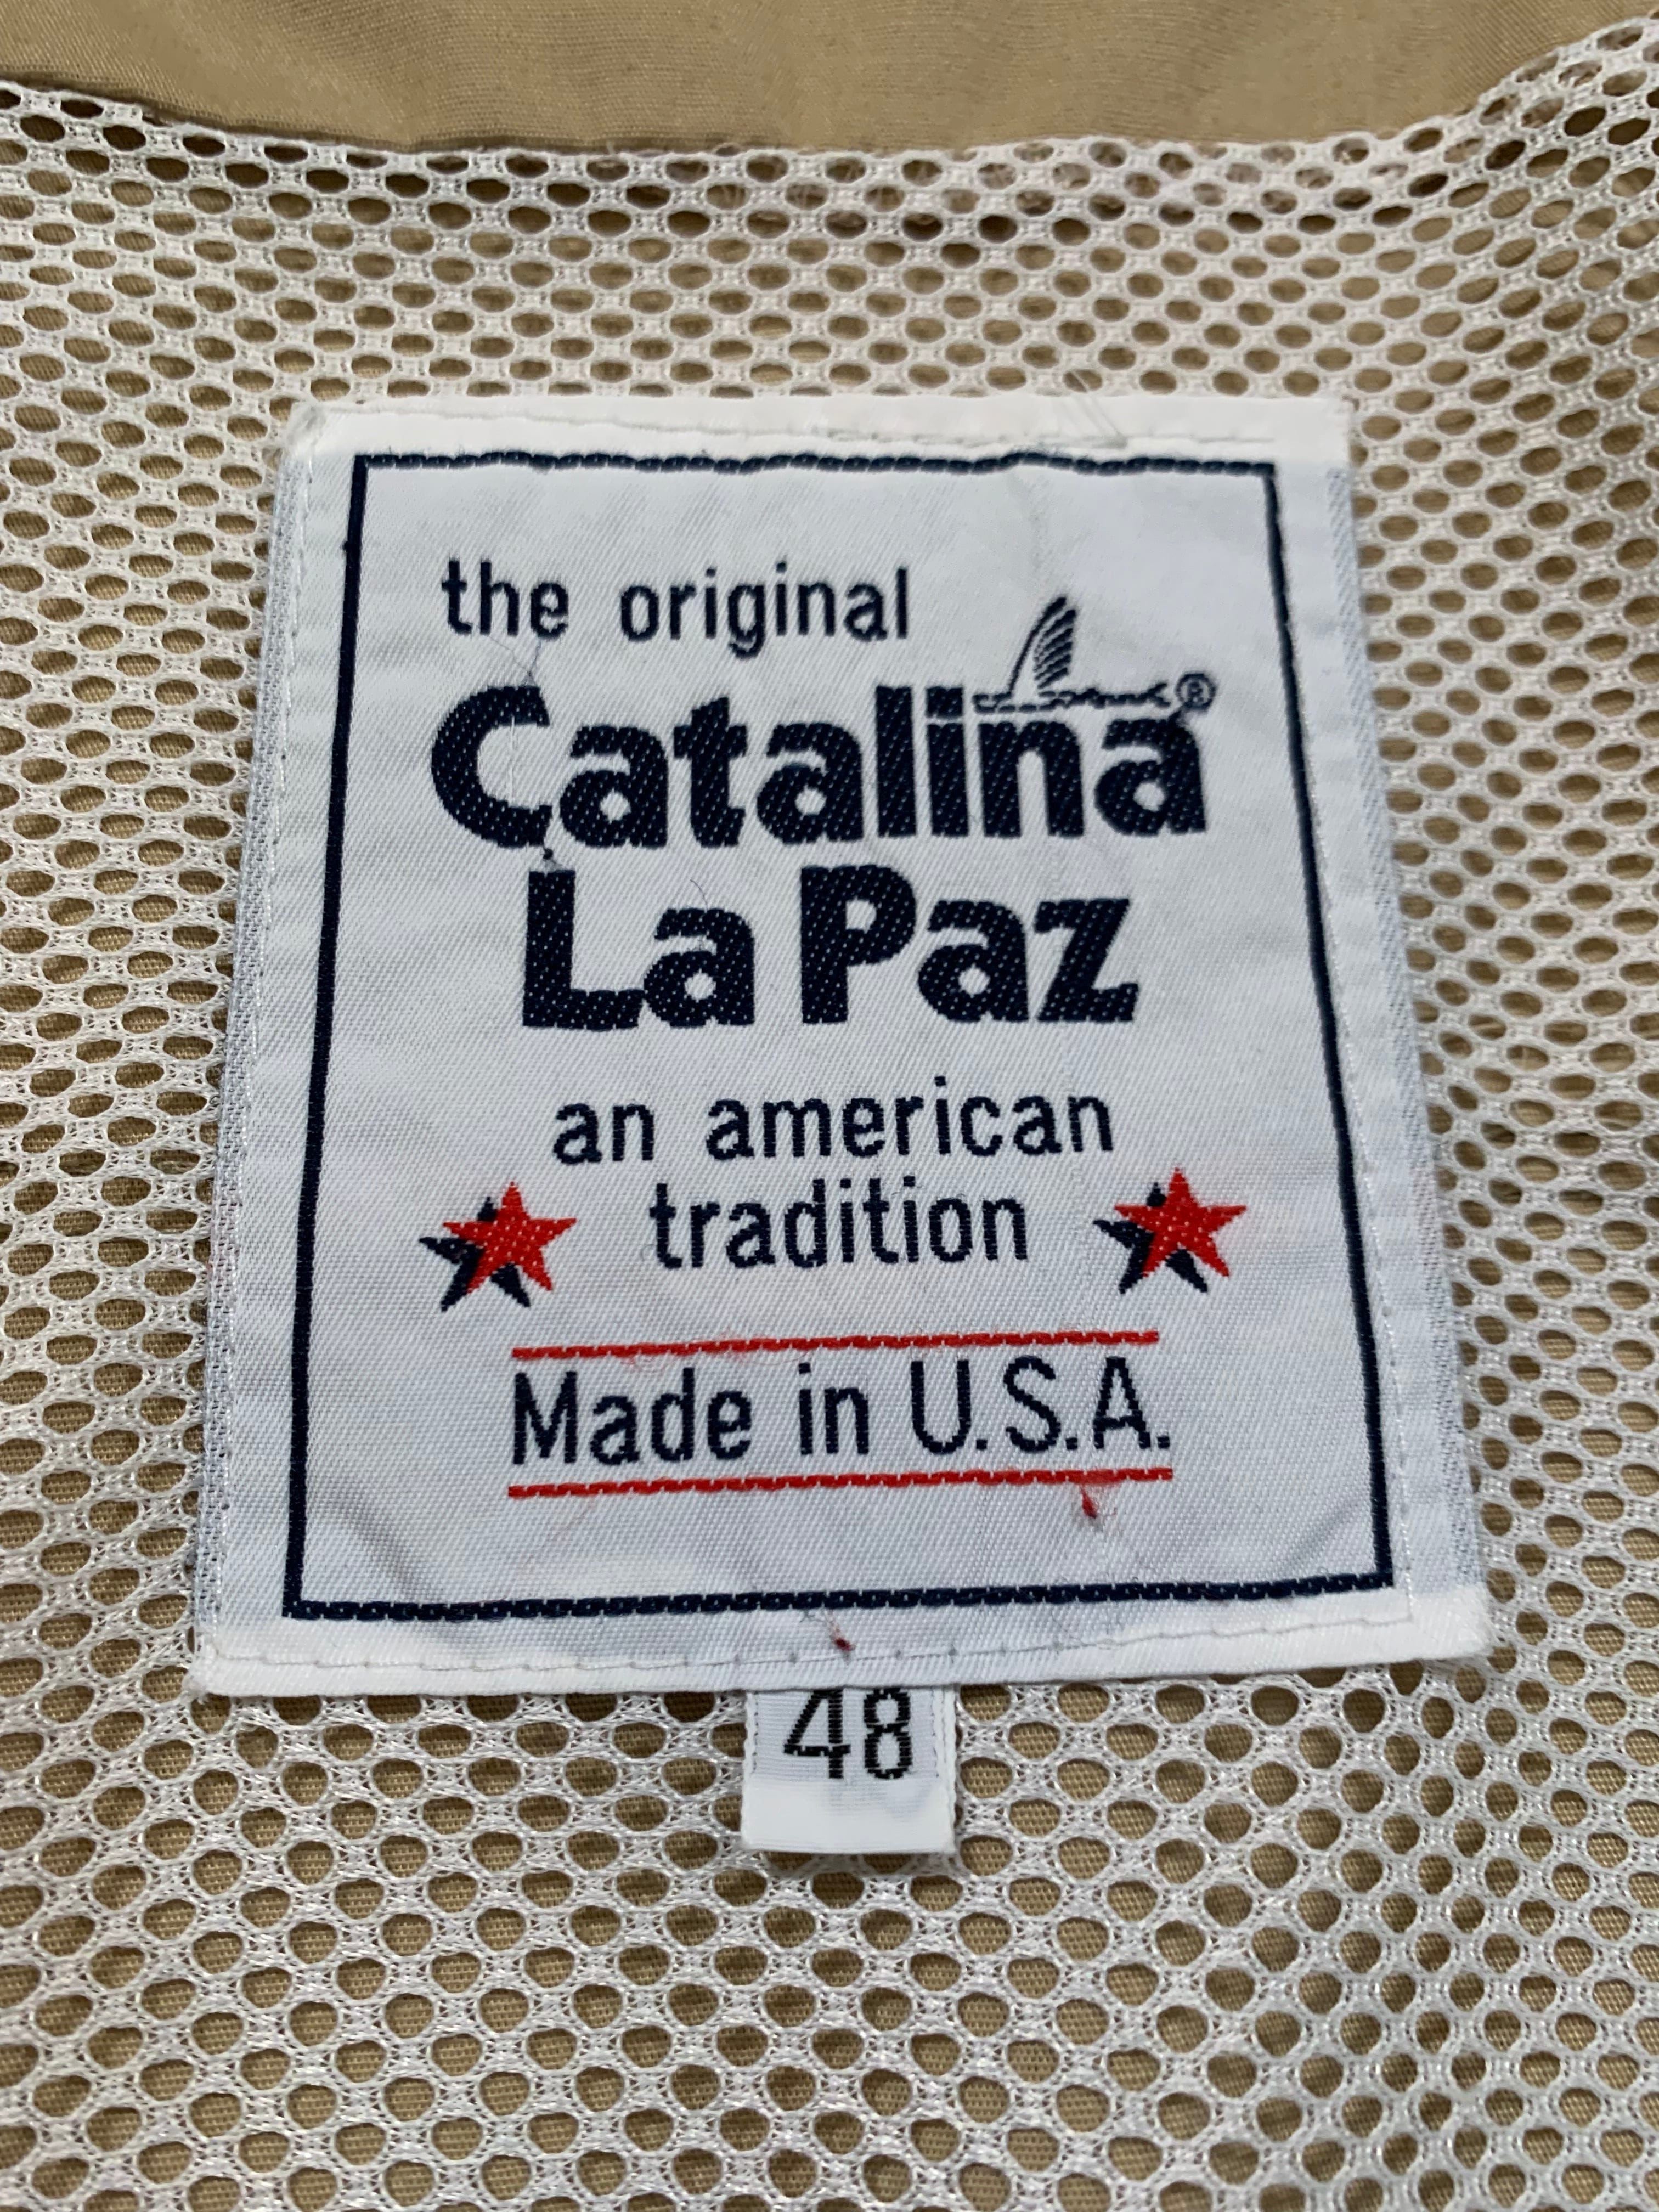 the original
Catalina®
La Paz
an american
tradition
Made in U.S.A.
48